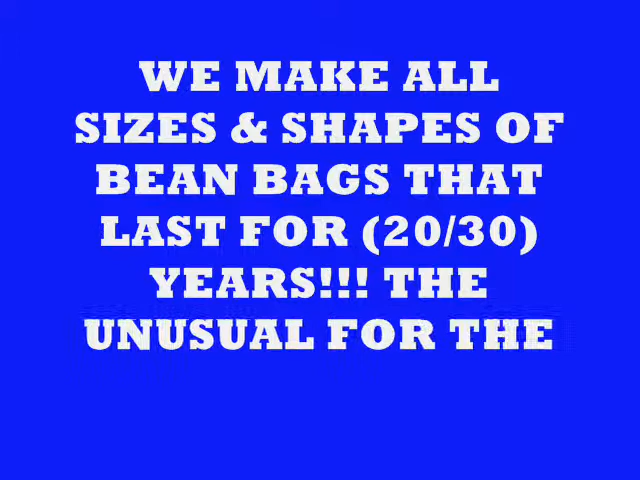 WE MAKE ALL
SIZES & SHAPES OF
BEAN BAGS THAT
LAST FOR (20/30)
YEARS!!! THE
UNUSUAL FOR THE